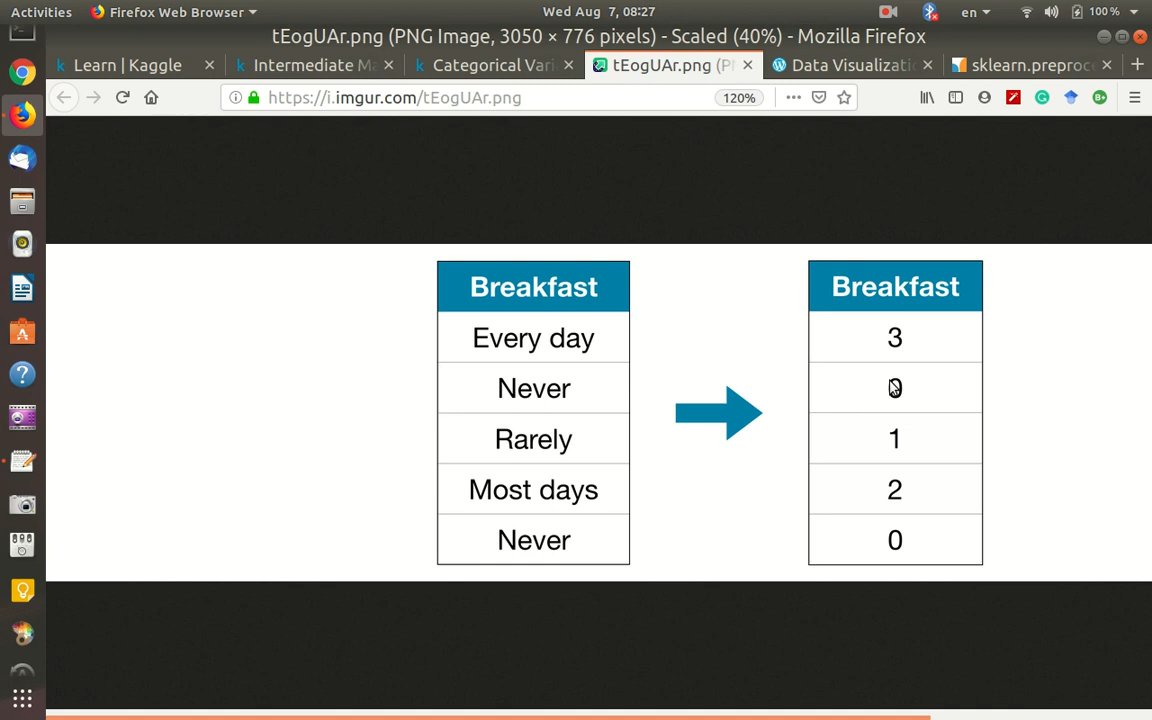 Activities Firefox Web Browser Wed Aug 7, 08:27 en 100 %
tEogUAr.png (PNG Image, 3050 × 776 pixels) - Scaled (40%) - Mozilla Firefox
Learn | Kaggle Intermediate Ma Categorical Vari tEogUAr.png (PN Data Visualizati sklearn.preproc
https://i.imgur.com/tEogUAr.png 120%
Breakfast Breakfast
Every day 3
Never 0
Rarely 1
Most days 2
Never 0